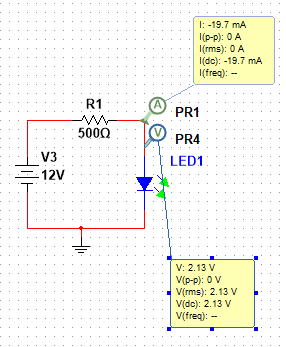 I: -19.7 mA
I(p-p): 0 A
I(rms): 0 A
I(dc): -19.7 mA
I(freq): --
A
R1
PR1
500Ω
V
PR4
LED1
V3
12V
V: 2.13 V
V(p-p): 0 V
V(rms): 2.13 V
V(dc): 2.13 V
V(freq): --